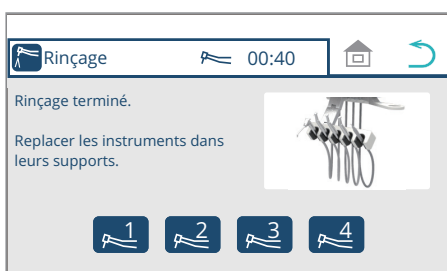 Rinçage 00:40
Rinçage terminé.
Replacer les instruments dans
leurs supports.
1 2 3 4